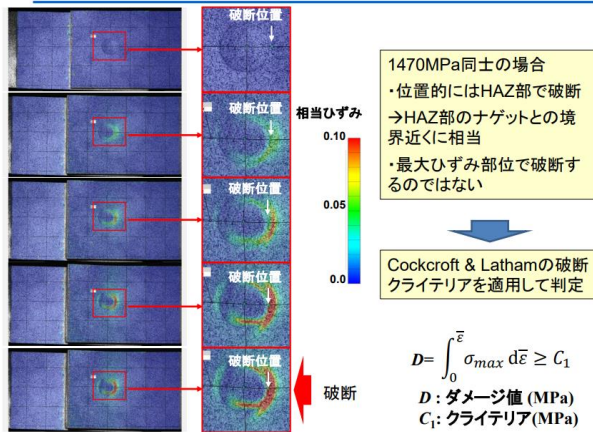 破断位置
破断位置
破断位置
破断位置
破断位置
相当ひずみ
0.10
0.05
0.0
破断
1470MPa同士の場合
・位置的にはHAZ部で破断
→HAZ部のナゲットとの境
界近くに相当
・最大ひずみ部位で破断す
るのではない
Cockcroft & Lathamの破断
クライテリアを適用して判定
D= ∫₀^ε̅ σmax dε̅ ≥ C₁
D : ダメージ値 (MPa)
C₁: クライテリア(MPa)